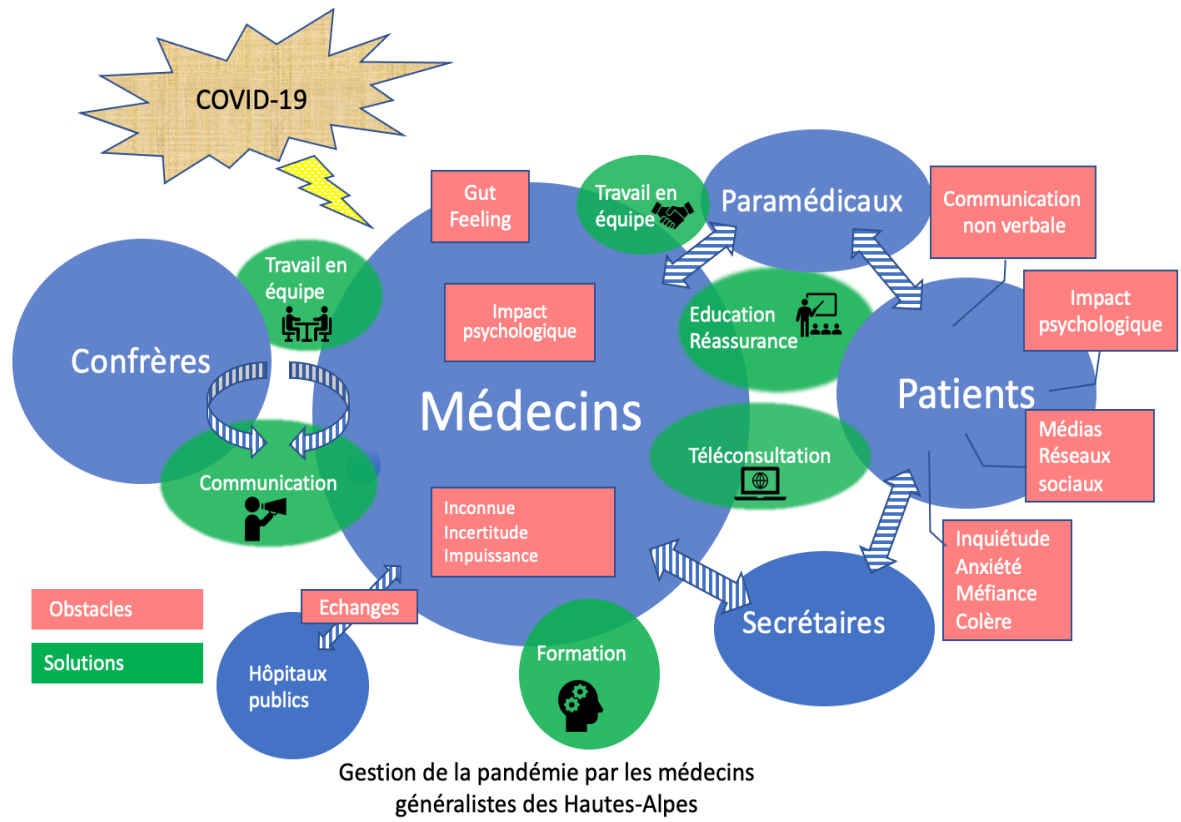 COVID-19
Gut
Feeling
Travail en
équipe
Paramédicaux
Communication
non verbale
Travail en
équipe
Impact
psychologique
Education
Réassurance
Impact
psychologique
Confrères
Médecins
Patients
Médias
Réseaux
sociaux
Communication
Téléconsultation
Inconnue
Incertitude
Impuissance
Inquiétude
Anxiété
Méfiance
Colère
Obstacles
Echanges
Secrétaires
Solutions
Formation
Hôpitaux
publics
Gestion de la pandémie par les médecins
généralistes des Hautes-Alpes